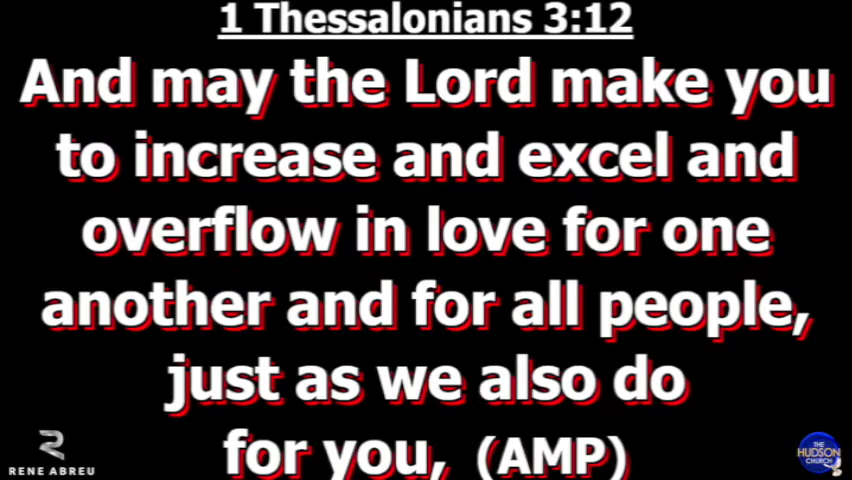 1 Thessalonians 3:12
And may the Lord make you
to increase and excel and
overflow in love for one
another and for all people,
just as we also do
for you, (AMP)
RENE ABREU
THE
HUDSON
CHURCH